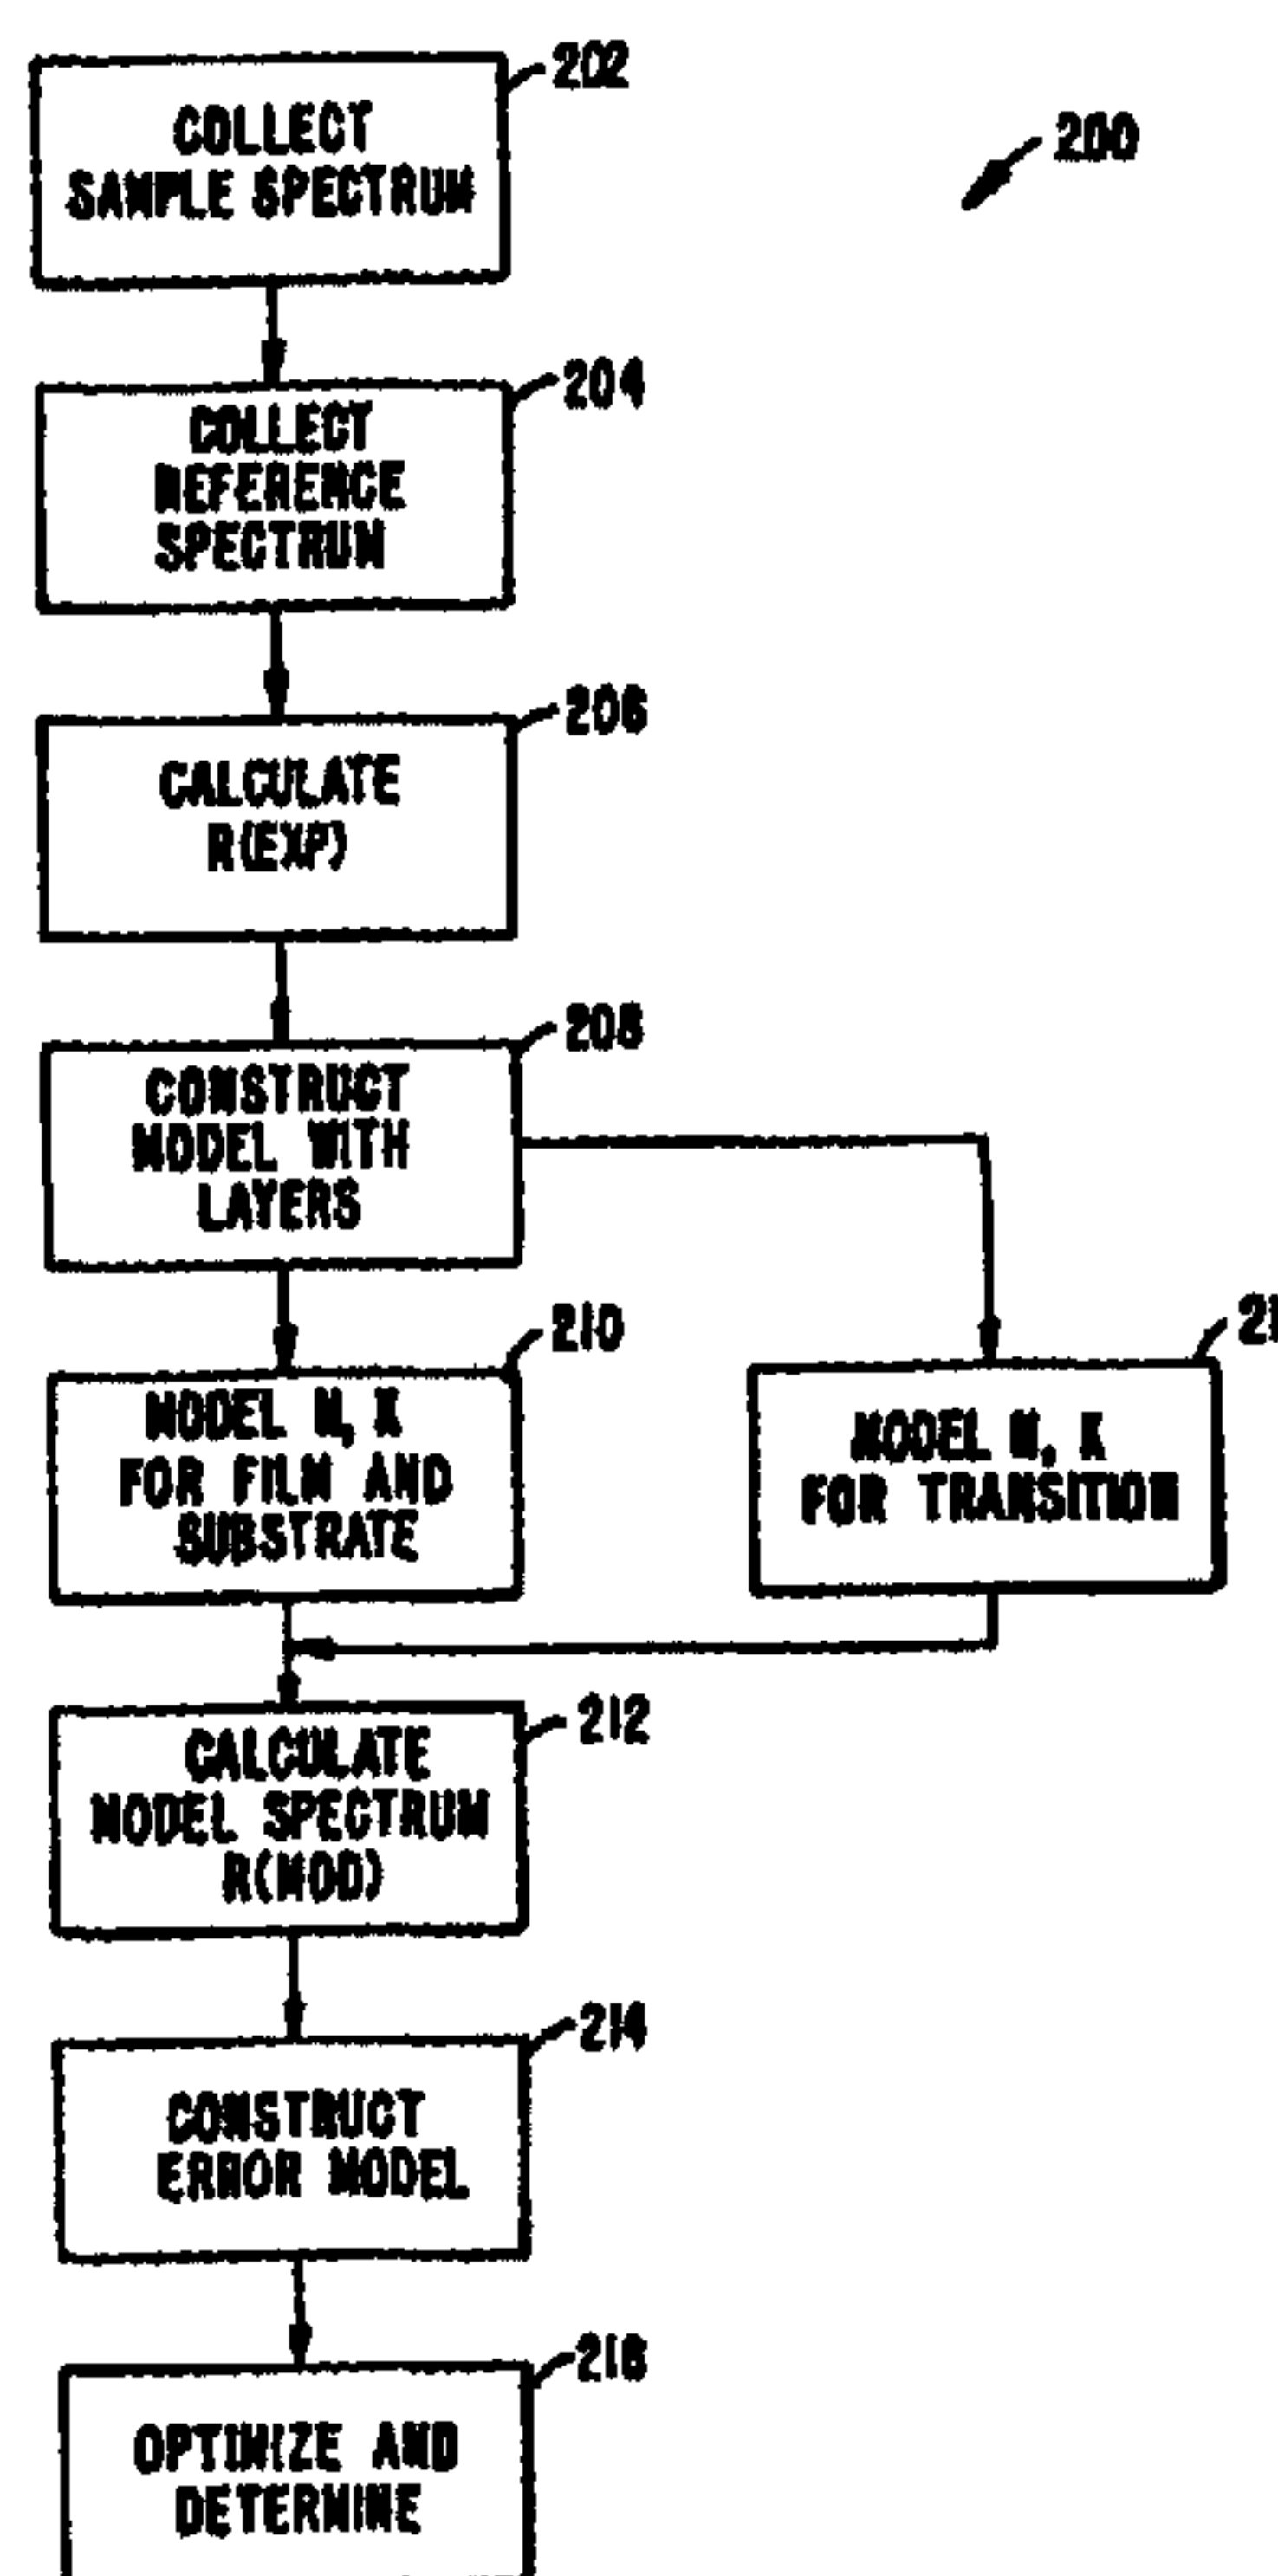 202
COLLECT
SAMPLE SPECTRUM
200
204
COLLECT
REFERENCE
SPECTRUM
206
CALCULATE
R(EXP)
208
CONSTRUCT
MODEL WITH
LAYERS
210
MODEL N, K
FOR FILM AND
SUBSTRATE
21
MODEL N, K
FOR TRANSITION
212
CALCULATE
MODEL SPECTRUM
R(MOD)
214
CONSTRUCT
ERROR MODEL
216
OPTIMIZE AND
DETERMINE